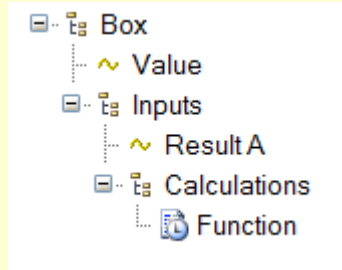 Box
Value
Inputs
Result A
Calculations
Function